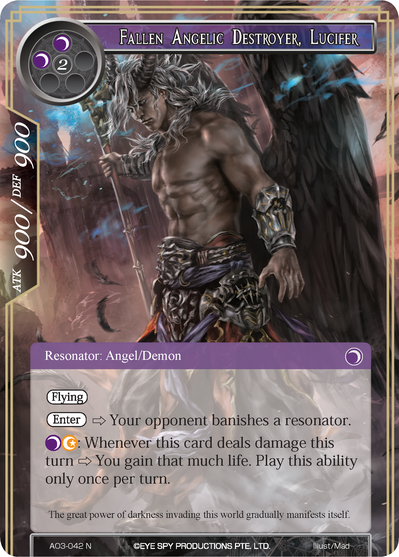 Fallen Angelic Destroyer, Lucifer
2
ATK 900/DEF 900
Resonator: Angel/Demon
Flying
Enter ⇨ Your opponent banishes a resonator.
: Whenever this card deals damage this
turn ⇨ You gain that much life. Play this ability
only once per turn.
The great power of darkness invading this world gradually manifests itself.
AO3-042 N
©EYE SPY PRODUCTIONS PTE. LTD.
Illust/Mad